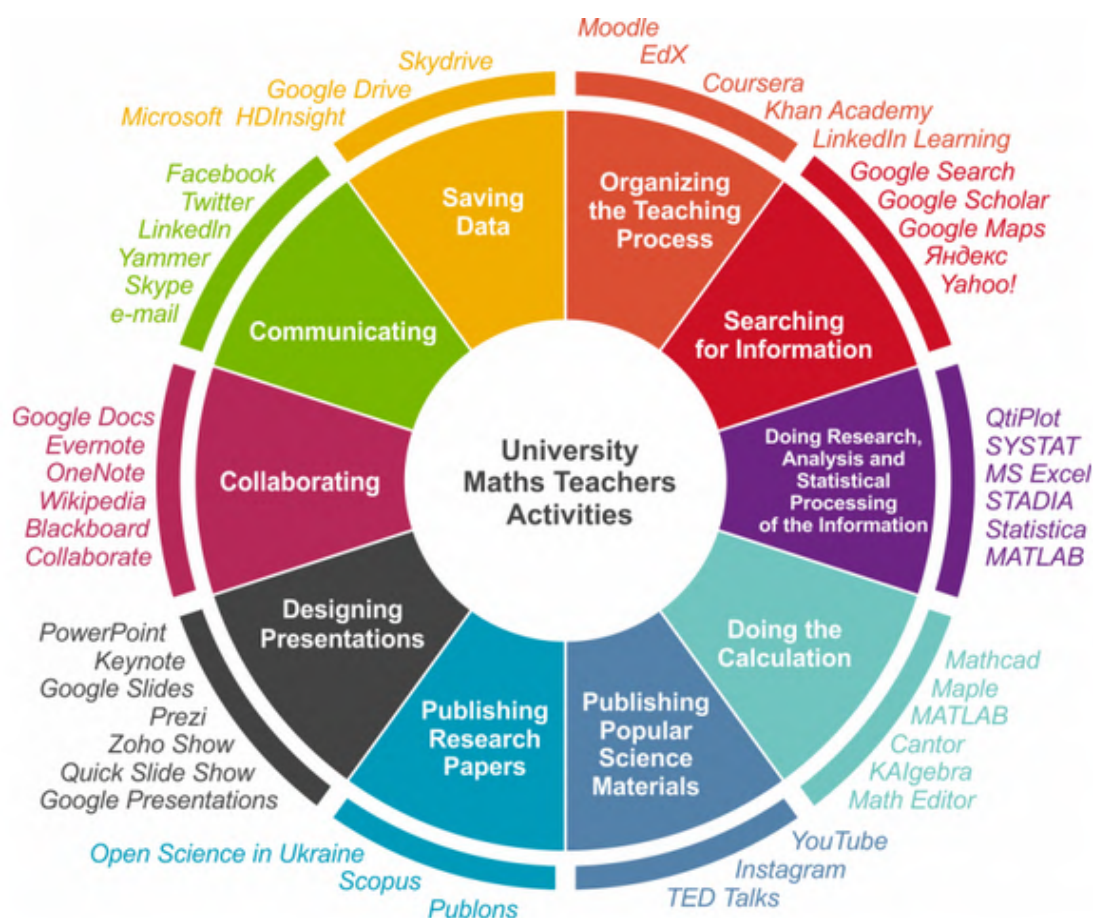 University
Maths Teachers
Activities
Organizing
the Teaching
Process
Moodle
EdX
Coursera
Khan Academy
LinkedIn Learning
Searching
for Information
Google Search
Google Scholar
Google Maps
Яндекс
Yahoo!
Doing Research,
Analysis and
Statistical
Processing
of the Information
QtiPlot
SYSTAT
MS Excel
STADIA
Statistica
MATLAB
Doing the
Calculation
Mathcad
Maple
MATLAB
Cantor
KAlgebra
Math Editor
Publishing
Popular
Science
Materials
YouTube
Instagram
TED Talks
Publishing
Research
Papers
Open Science in Ukraine
Scopus
Publons
Designing
Presentations
PowerPoint
Keynote
Google Slides
Prezi
Zoho Show
Quick Slide Show
Google Presentations
Collaborating
Google Docs
Evernote
OneNote
Wikipedia
Blackboard
Collaborate
Communicating
Facebook
Twitter
LinkedIn
Yammer
Skype
e-mail
Saving
Data
Skydrive
Google Drive
Microsoft HDInsight